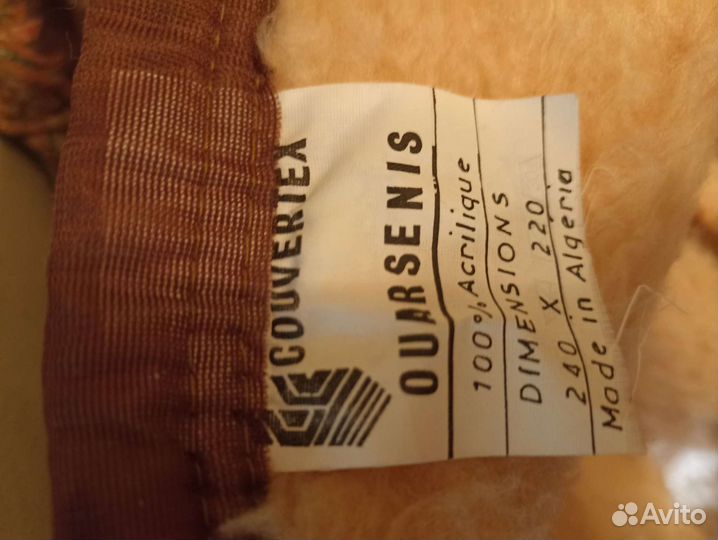 COUVERTEX
OUARSENIS
100% Acrilique
DIMENSIONS
240 X 220
Made in Algeria
Avito